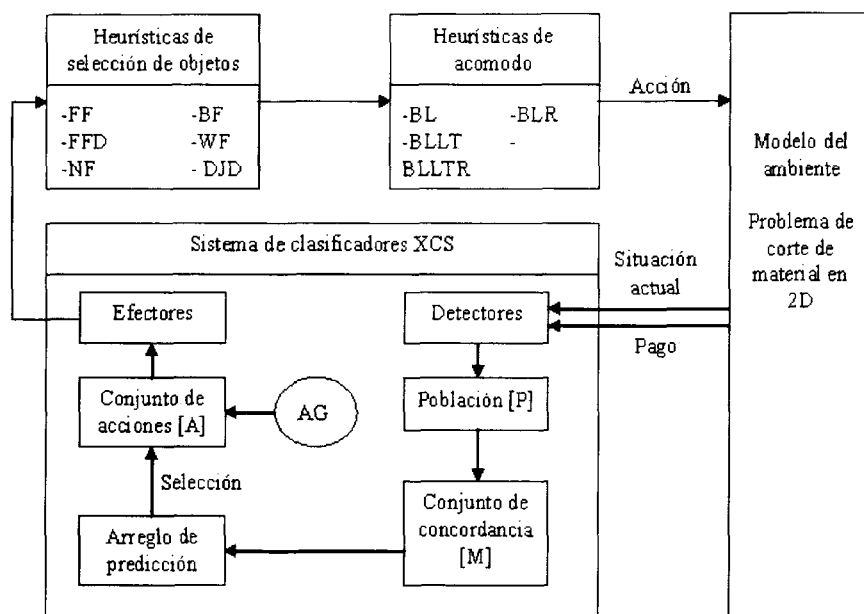 Heurísticas de
selección de objetos
-FF -BF
-FFD -WF
-NF - DJD
Heurísticas de
acomodo
-BL -BLR
-BLLT -
BLLTR
Acción
Modelo del
ambiente
Problema de
corte de
material en
2D
Sistema de clasificadores XCS
Situación
actual
Pago
Efectores
Detectores
Conjunto de
acciones [A]
AG
Población [P]
Selección
Conjunto de
concordancia
[M]
Arreglo de
predicción